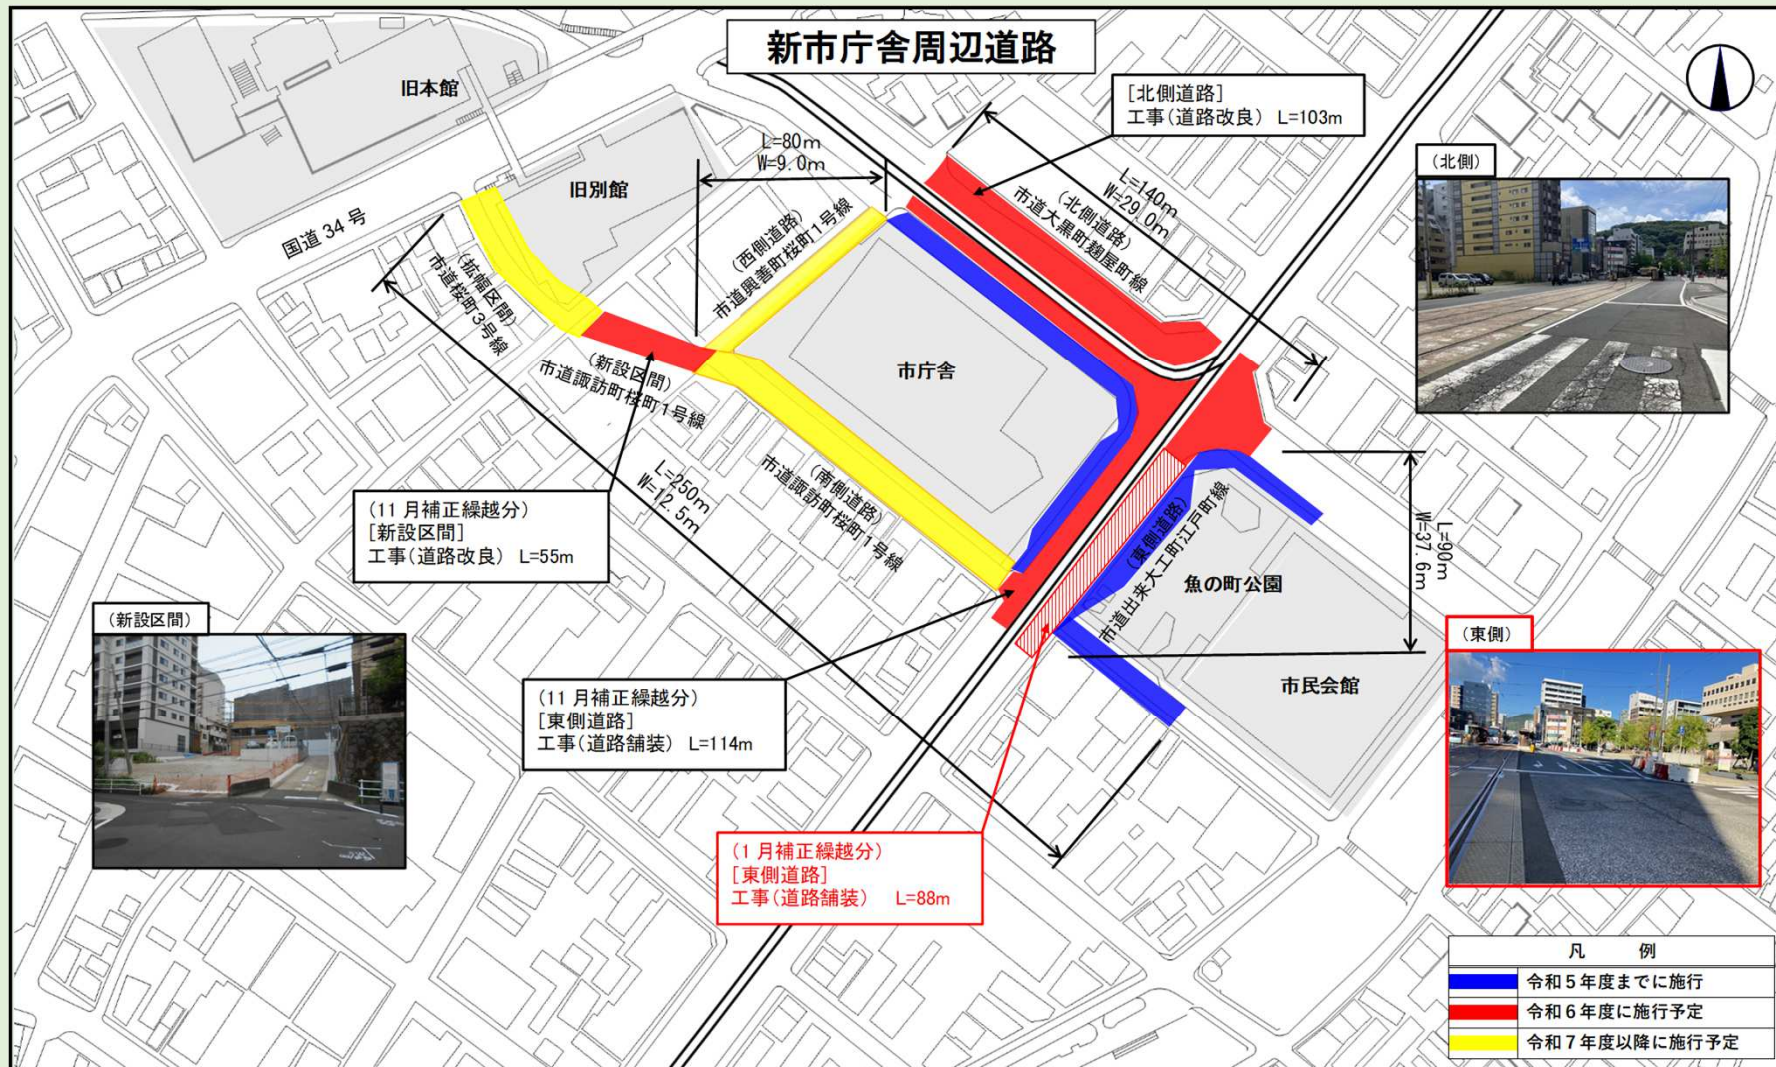 新市庁舎周辺道路
旧本館
[北側道路]
工事(道路改良) L=103m
L=80m
W=9.0m
(北側)
旧別館
国道34号
(西側道路)
市道興善町桜町1号線
L=140m
W=29.0m
(北側道路)
市道大黒町麹屋町線
(拡幅区間)
市道桜町3号線
市庁舎
(新設区間)
市道諏訪町桜町1号線
L=250m
W=12.5m
(南側道路)
市道諏訪町桜町1号線
(11月補正繰越分)
[新設区間]
工事(道路改良) L=55m
(東側道路)
市道出来大工町江戸町線
L=90m
W=37.6m
魚の町公園
(新設区間)
(東側)
市民会館
(11月補正繰越分)
[東側道路]
工事(道路舗装) L=114m
(1月補正繰越分)
[東側道路]
工事(道路舗装) L=88m
凡 例
令和5年度までに施行
令和6年度に施行予定
令和7年度以降に施行予定